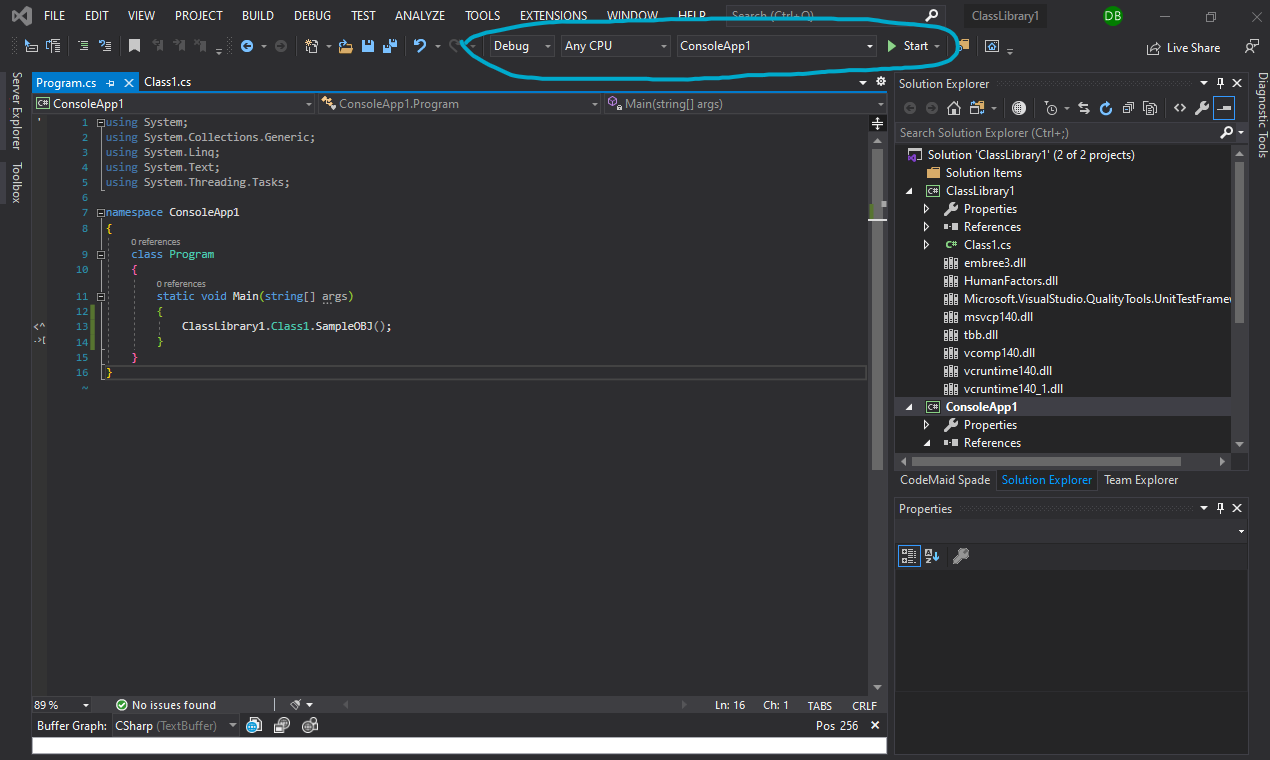 FILE EDIT VIEW PROJECT BUILD DEBUG TEST ANALYZE TOOLS EXTENSIONS WINDOW HELP Search (Ctrl+Q) ClassLibrary1 DB
Debug Any CPU ConsoleApp1 Start Live Share
Server Explorer
Toolbox
Program.cs Class1.cs
ConsoleApp1 ConsoleApp1.Program Main(string[] args)
1 using System;
2 using System.Collections.Generic;
3 using System.Linq;
4 using System.Text;
5 using System.Threading.Tasks;
6
7 namespace ConsoleApp1
8 {
0 references
9 class Program
10 {
0 references
11 static void Main(string[] args)
12 {
13 ClassLibrary1.Class1.SampleOBJ();
14 }
15 }
16 }
~
89 % No issues found Ln: 16 Ch: 1 TABS CRLF
Buffer Graph: CSharp (TextBuffer) Pos 256
Solution Explorer
Search Solution Explorer (Ctrl+;)
Solution 'ClassLibrary1' (2 of 2 projects)
Solution Items
C# ClassLibrary1
Properties
References
C# Class1.cs
embree3.dll
HumanFactors.dll
Microsoft.VisualStudio.QualityTools.UnitTestFramew
msvcp140.dll
tbb.dll
vcomp140.dll
vcruntime140.dll
vcruntime140_1.dll
C# ConsoleApp1
Properties
References
CodeMaid Spade Solution Explorer Team Explorer
Properties
Diagnostic Tools